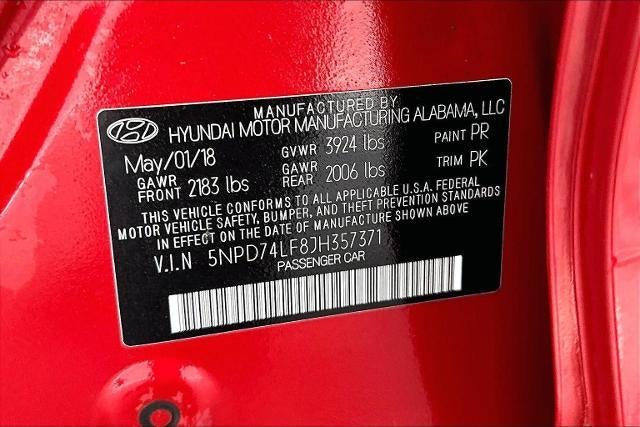 MANUFACTURED BY
HYUNDAI MOTOR MANUFACTURING ALABAMA, LLC
May/01/18 GVWR 3924 lbs PAINT PR
GAWR FRONT 2183 lbs GAWR REAR 2006 lbs TRIM PK
THIS VEHICLE CONFORMS TO ALL APPLICABLE U.S.A. FEDERAL
MOTOR VEHICLE SAFETY, BUMPER, AND THEFT PREVENTION STANDARDS
IN EFFECT ON THE DATE OF MANUFACTURE SHOWN ABOVE
V.I.N 5NPD74LF8JH357371
PASSENGER CAR